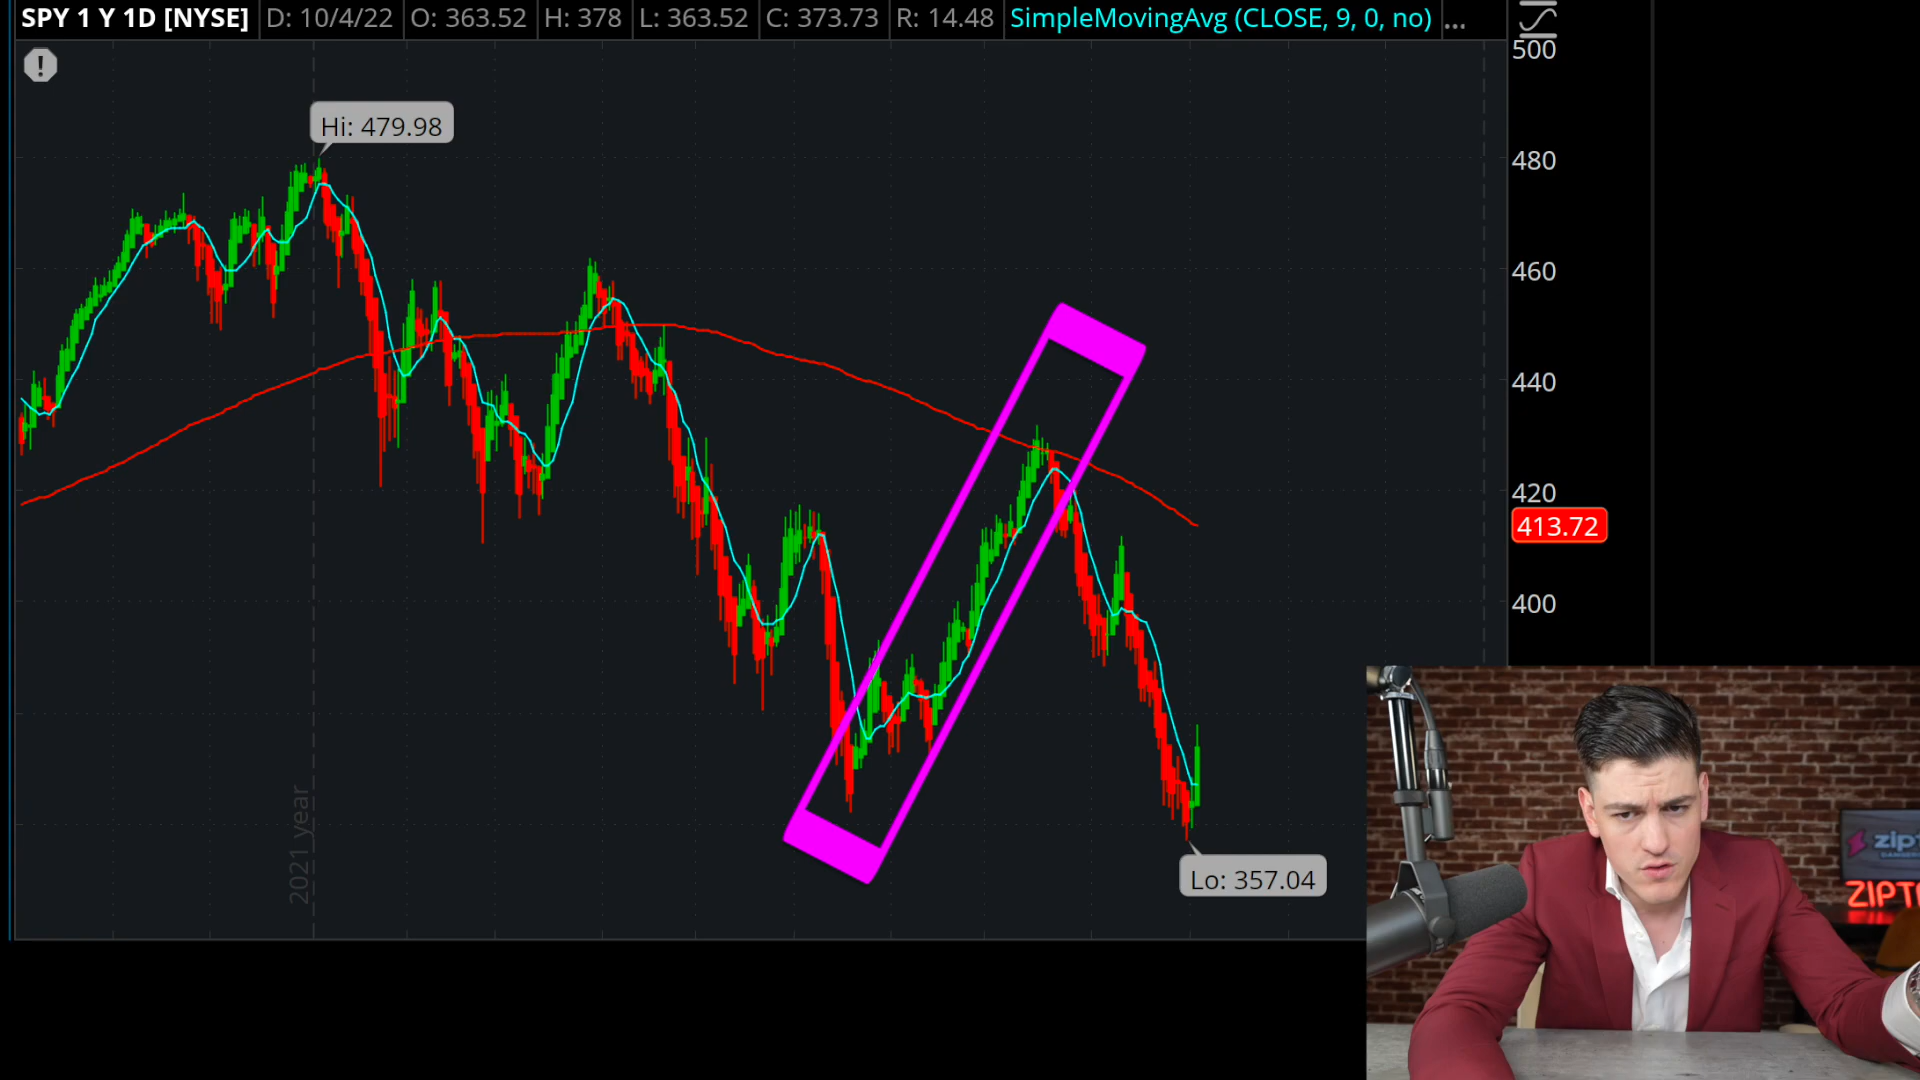 SPY 1 Y 1D [NYSE] D: 10/4/22 O: 363.52 H: 378 L: 363.52 C: 373.73 R: 14.48 SimpleMovingAvg (CLOSE, 9, 0, no) ...
500
Hi: 479.98
480
460
440
420
413.72
400
2021 year
Lo: 357.04
zip
ZIPT